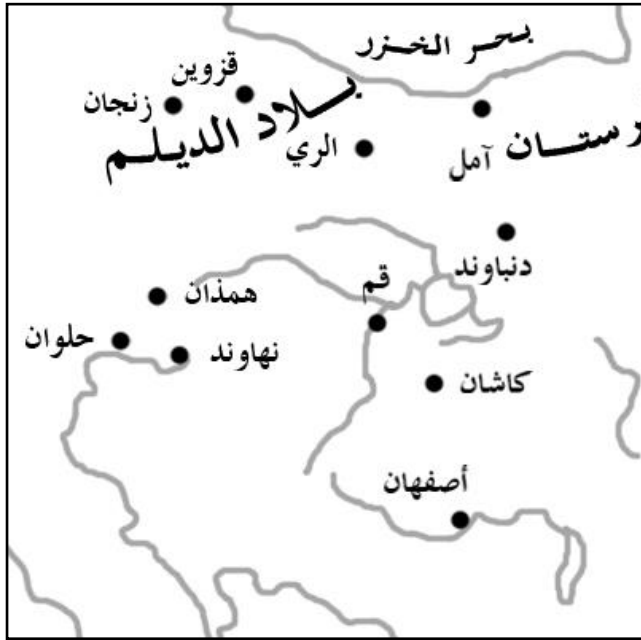 بحر الخزر
قزوين
زنجان
بلاد الديلم
الري
آمل
رستان
دنباوند
قم
همذان
حلوان
نهاوند
كاشان
أصفهان